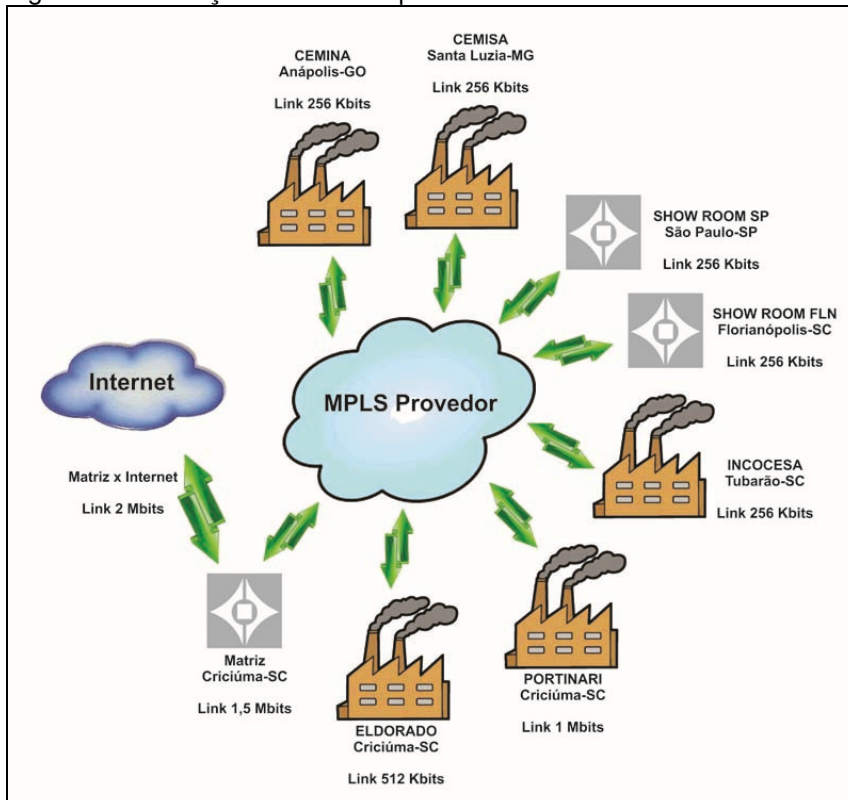 CEMINA
Anápolis-GO
Link 256 Kbits
CEMISA
Santa Luzia-MG
Link 256 Kbits
SHOW ROOM SP
São Paulo-SP
Link 256 Kbits
SHOW ROOM FLN
Florianópolis-SC
Link 256 Kbits
Internet
MPLS Provedor
Matriz x Internet
Link 2 Mbits
INCOCESA
Tubarão-SC
Link 256 Kbits
Matriz
Criciúma-SC
Link 1,5 Mbits
ELDORADO
Criciúma-SC
Link 512 Kbits
PORTINARI
Criciúma-SC
Link 1 Mbits